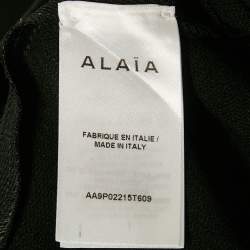 ALAÏA
FABRIQUE EN ITALIE /
MADE IN ITALY
AA9P02215T609